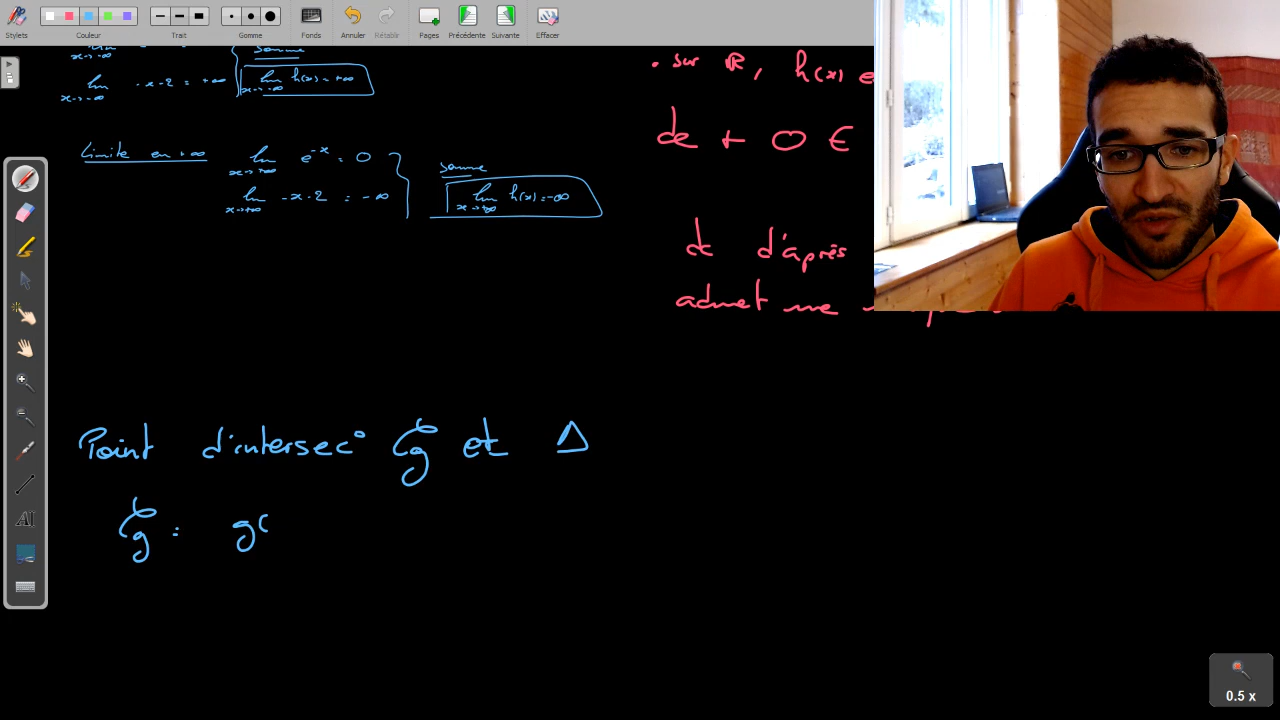 Stylets Couleur Trait Gomme Fonds Annuler Rétablir Pages Précédente Suivante Effacer
x→-∞
somme
lim -x-2 = +∞
x→-∞
lim h(x) = +∞
x→-∞
Limite en +∞
lim e^-x = 0
x→+∞
lim -x-2 = -∞
x→+∞
somme
lim h(x) = -∞
x→+∞
• sur ℝ, h(x) e
de + 0 €
d'après
admet une
Point d'intersec° 𝒞g et Δ
𝒞g = g(
AI
0.5 x